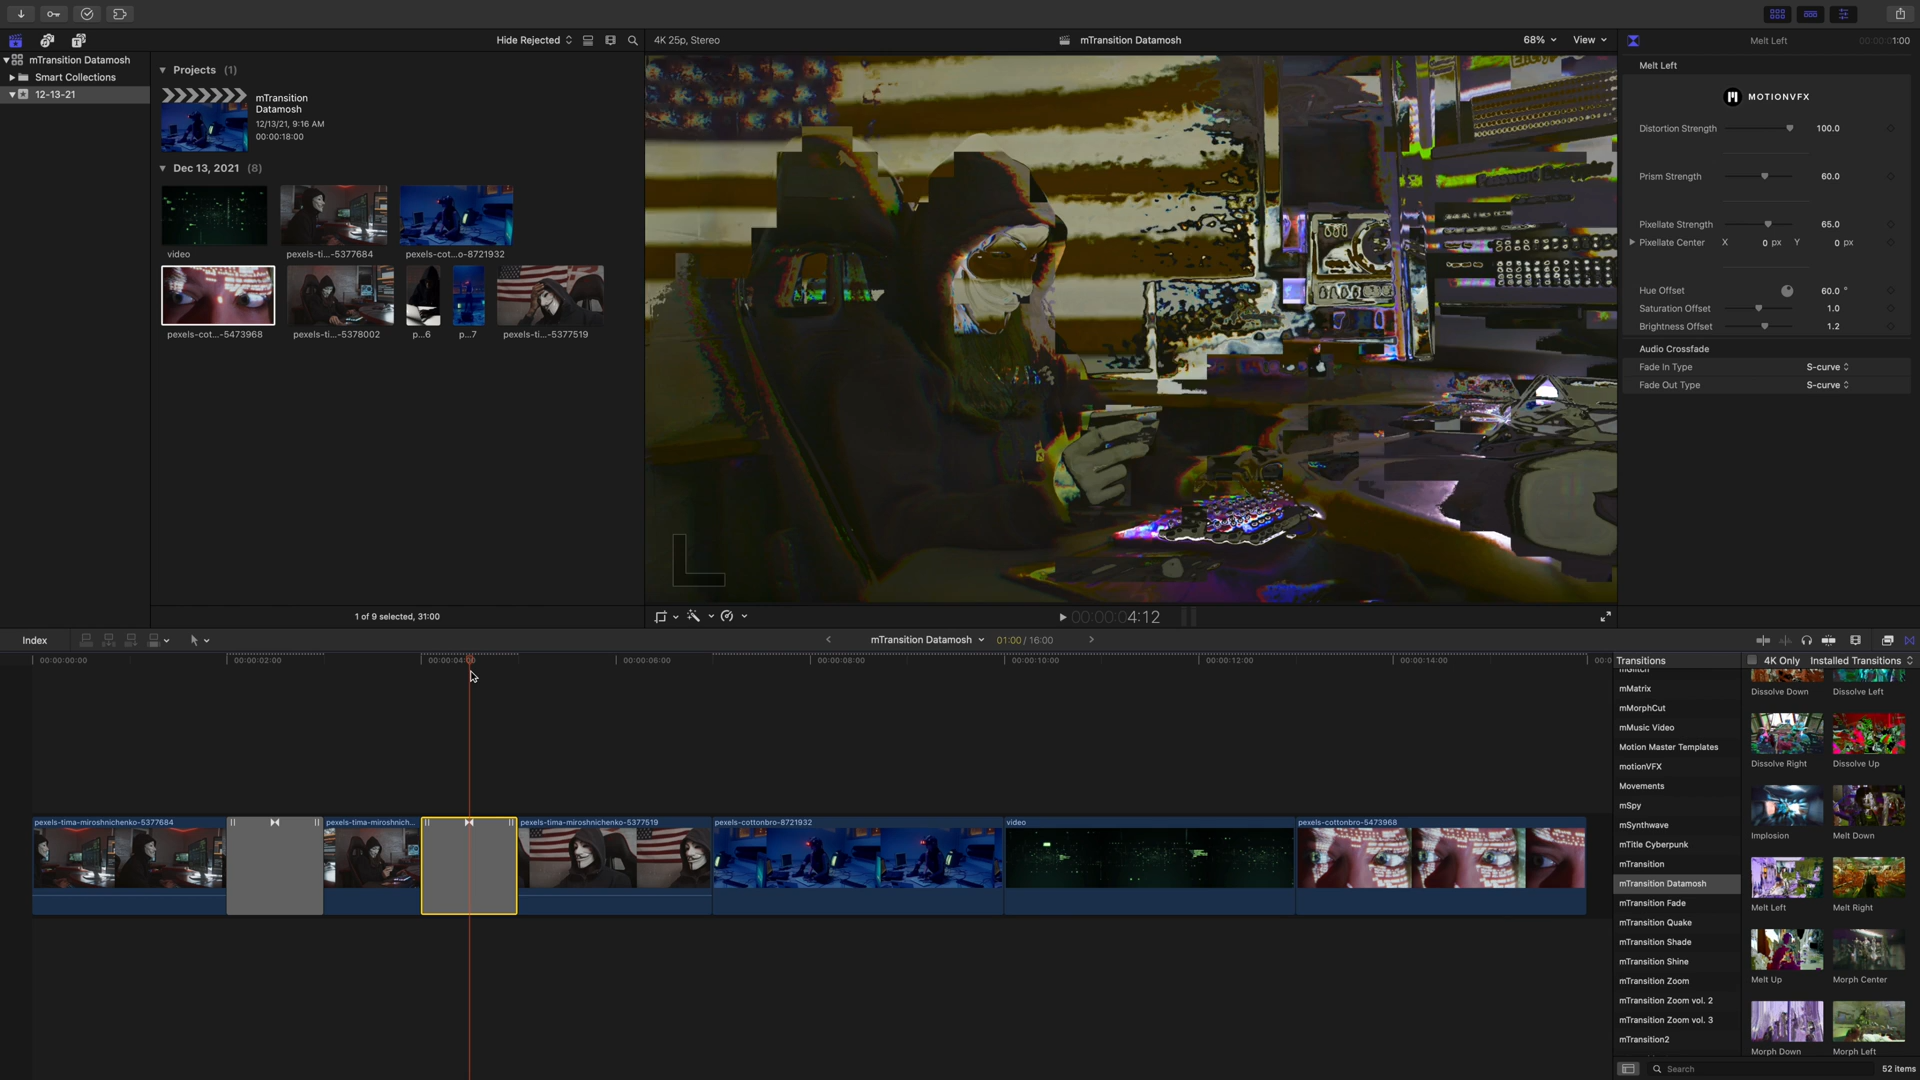 Hide Rejected
4K 25p, Stereo
mTransition Datamosh
68%
View
Melt Left
00:00:01:00
mTransition Datamosh
Smart Collections
12-13-21
Projects (1)
mTransition
Datamosh
12/13/21, 9:16 AM
00:00:18:00
Dec 13, 2021 (8)
video
pexels-ti...-5377684
pexels-cot...o-8721932
pexels-cot...-5473968
pexels-ti...-5378002
p...6
p...7
pexels-ti...-5377519
1 of 9 selected, 31:00
00:00:04:12
Melt Left
MOTIONVFX
Distortion Strength 100.0
Prism Strength 60.0
Pixellate Strength 65.0
Pixellate Center X 0 px Y 0 px
Hue Offset 60.0 °
Saturation Offset 1.0
Brightness Offset 1.2
Audio Crossfade
Fade In Type S-curve
Fade Out Type S-curve
Index
mTransition Datamosh
01:00 / 16:00
00:00:00:00
00:00:02:00
00:00:04:00
00:00:06:00
00:00:08:00
00:00:10:00
00:00:12:00
00:00:14:00
00:0
pexels-tima-miroshnichenko-5377684
pexels-tima-miroshnich...
pexels-tima-miroshnichenko-5377519
pexels-cottonbro-8721932
video
pexels-cottonbro-5473968
Transitions
4K Only
Installed Transitions
mGlitch
mMatrix
mMorphCut
mMusic Video
Motion Master Templates
motionVFX
Movements
mSpy
mSynthwave
mTitle Cyberpunk
mTransition
mTransition Datamosh
mTransition Fade
mTransition Quake
mTransition Shade
mTransition Shine
mTransition Zoom
mTransition Zoom vol. 2
mTransition Zoom vol. 3
mTransition2
Dissolve Down
Dissolve Left
Dissolve Right
Dissolve Up
Implosion
Melt Down
Melt Left
Melt Right
Melt Up
Morph Center
Morph Down
Morph Left
Search
52 items